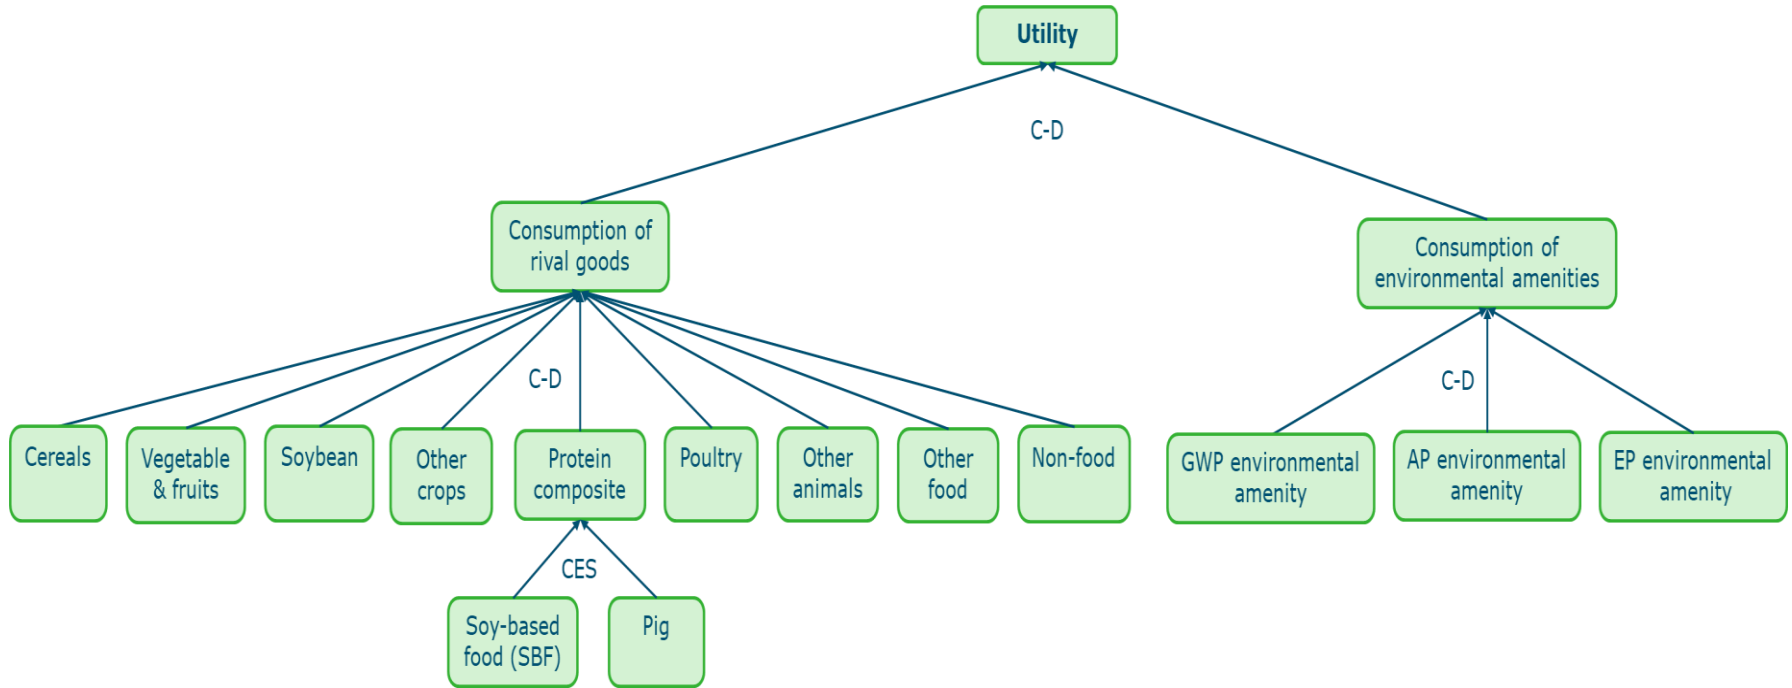 Utility
C-D
Consumption of
rival goods
Consumption of
environmental amenities
C-D
C-D
Cereals
Vegetable
& fruits
Soybean
Other
crops
Protein
composite
Poultry
Other
animals
Other
food
Non-food
GWP environmental
amenity
AP environmental
amenity
EP environmental
amenity
CES
Soy-based
food (SBF)
Pig